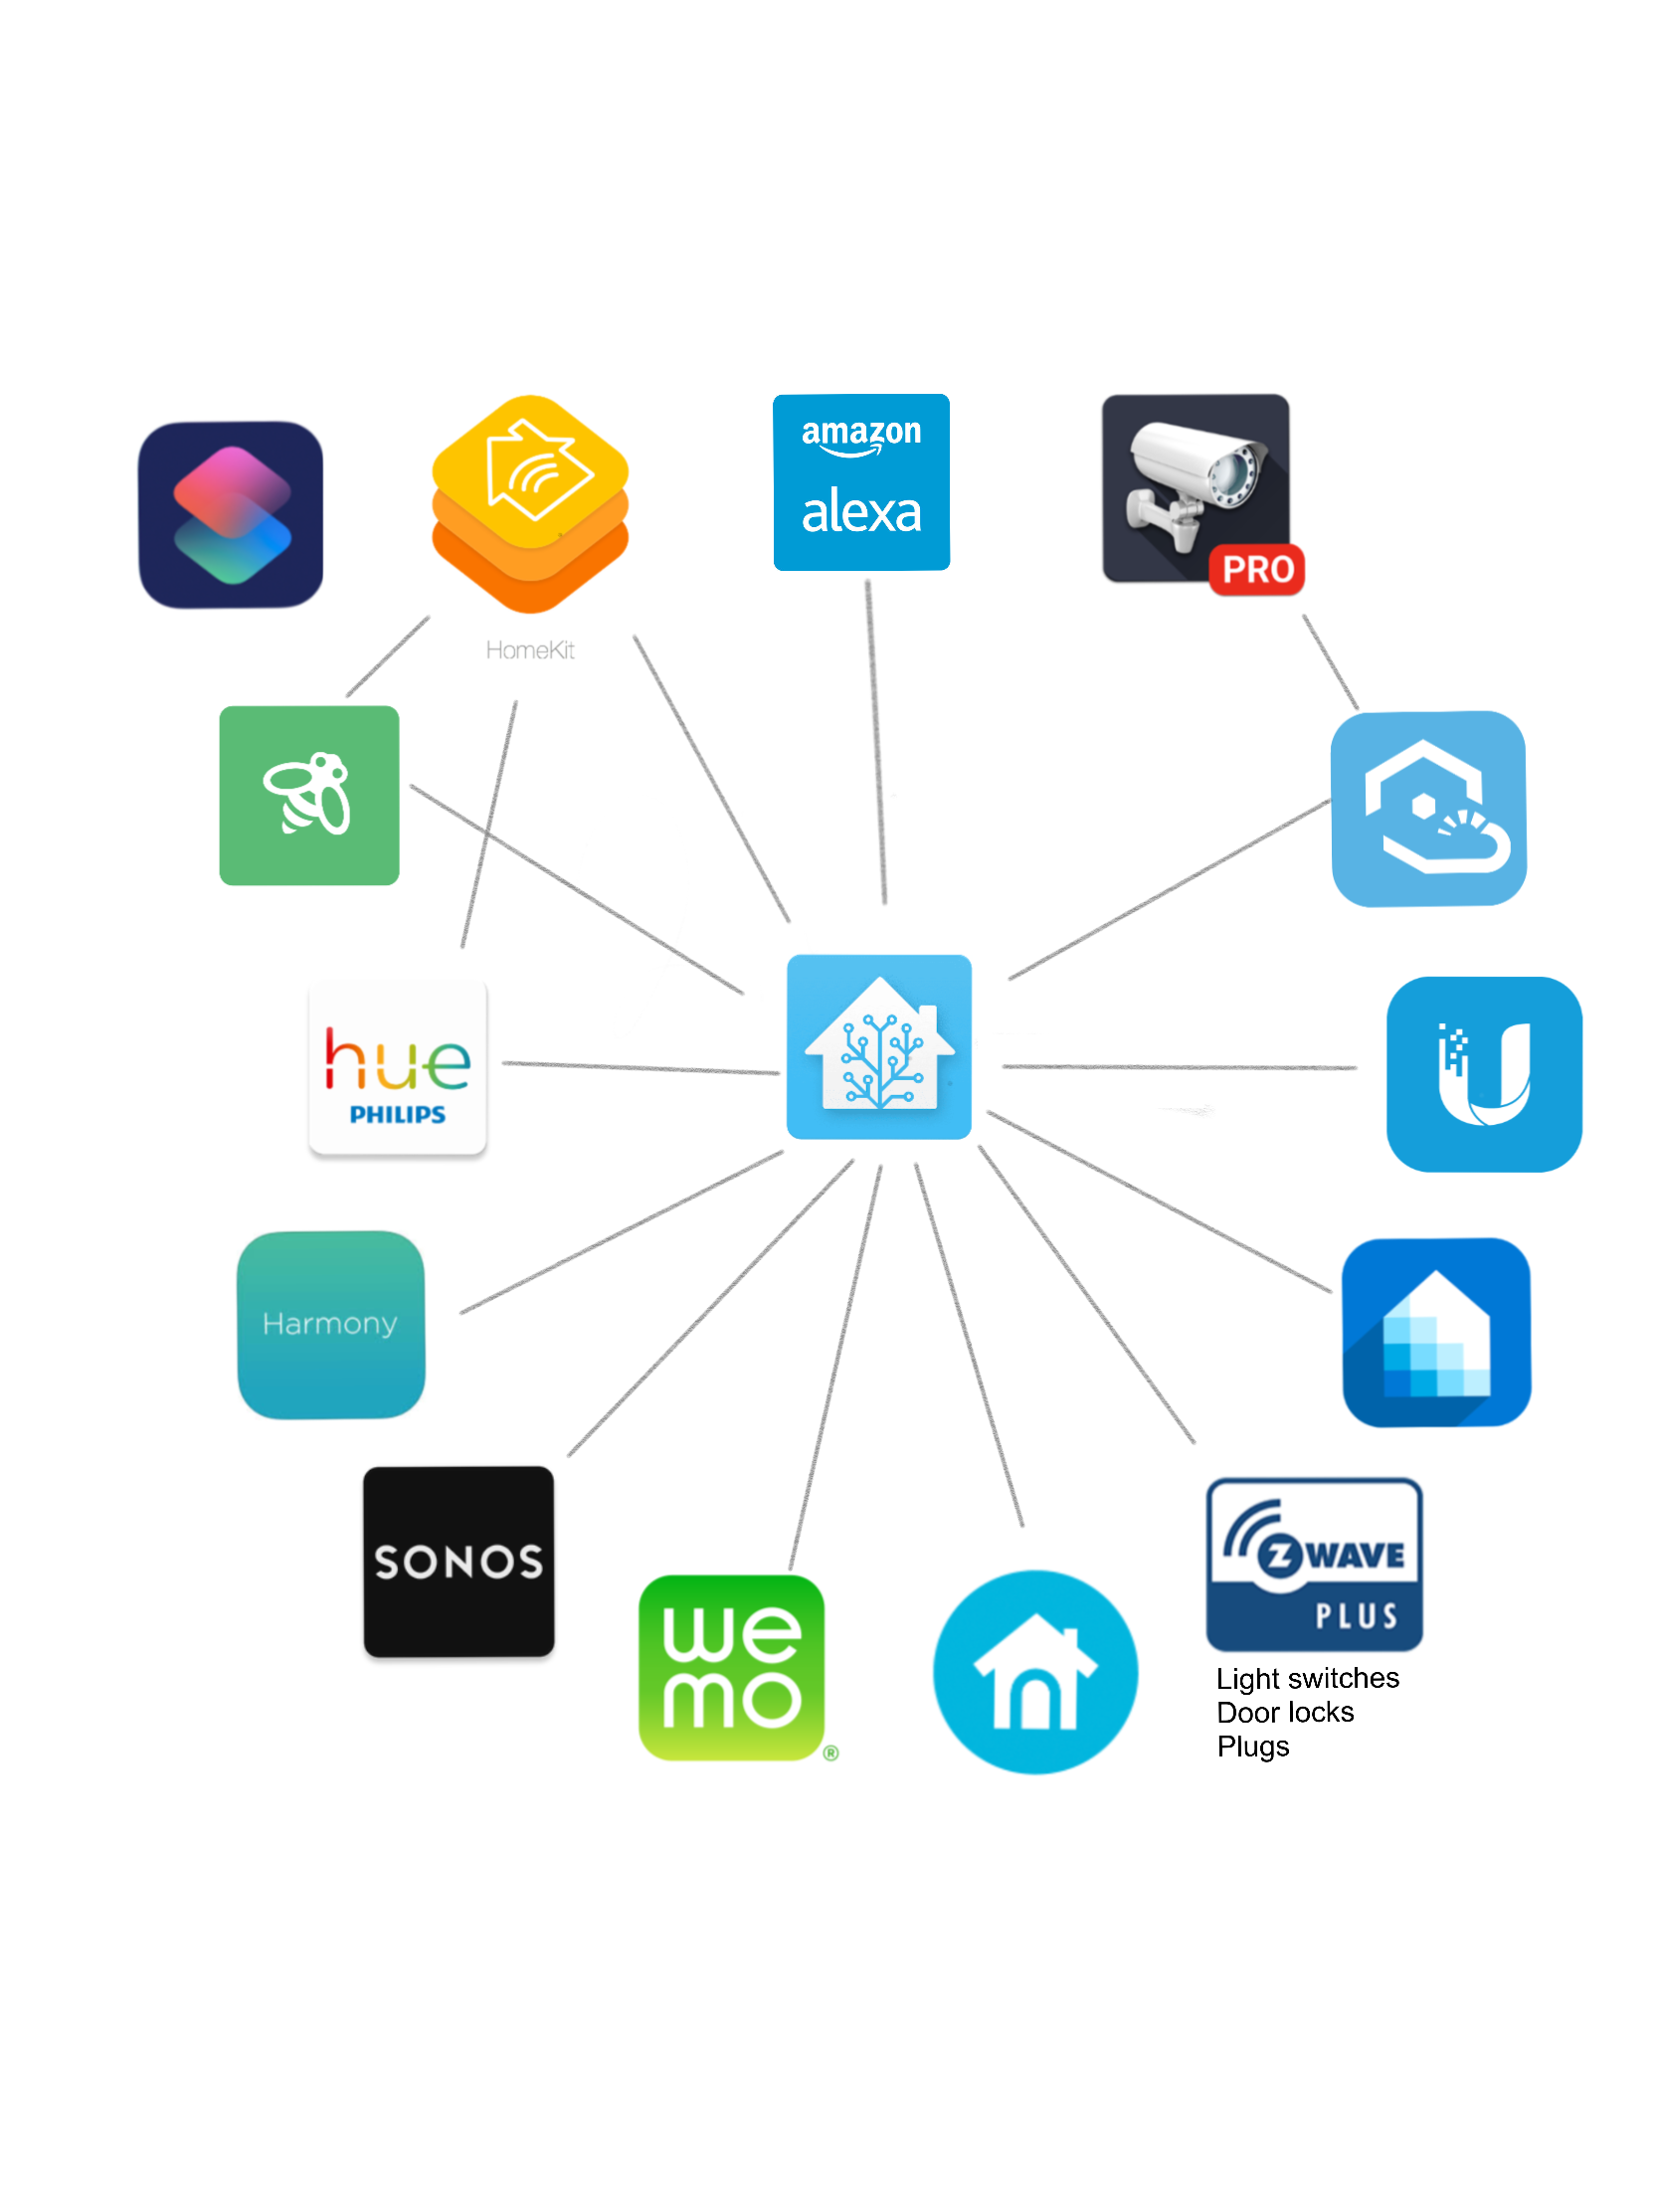 amazon
alexa
PRO
HomeKit
hue
PHILIPS
Harmony
SONOS
we
mo
®
Z WAVE
PLUS
Light switches
Door locks
Plugs